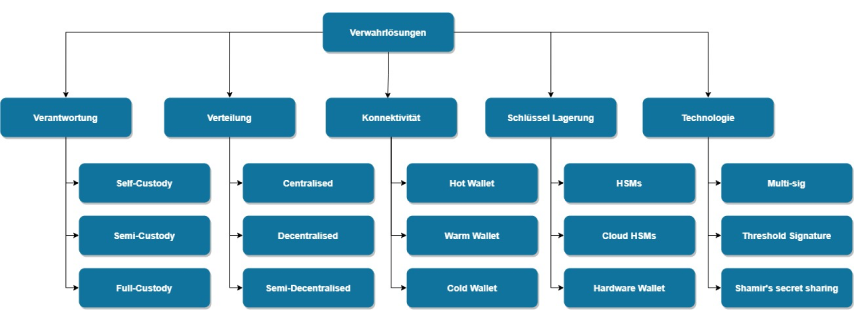 Verwahrlösungen
Verantwortung
Verteilung
Konnektivität
Schlüssel Lagerung
Technologie
Self-Custody
Centralised
Hot Wallet
HSMs
Multi-sig
Semi-Custody
Decentralised
Warm Wallet
Cloud HSMs
Threshold Signature
Full-Custody
Semi-Decentralised
Cold Wallet
Hardware Wallet
Shamir's secret sharing